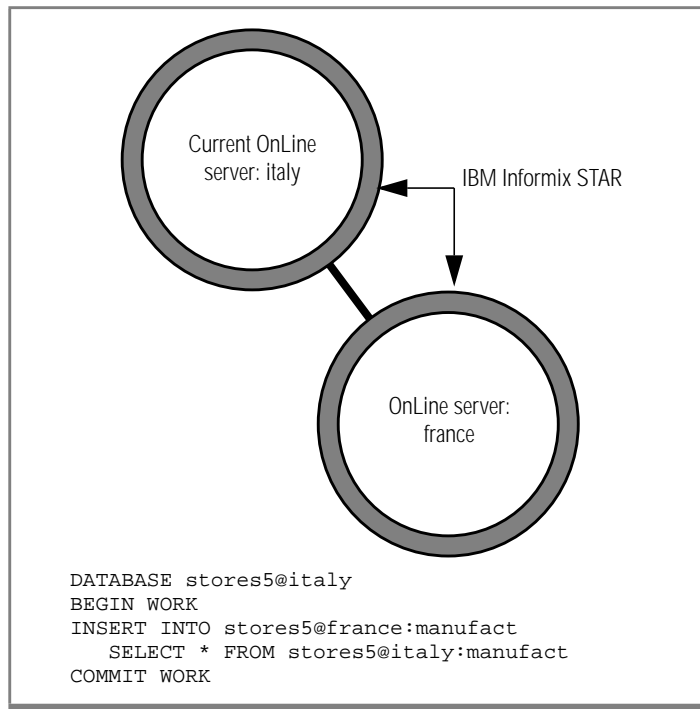 Current OnLine
server: italy
IBM Informix STAR
OnLine server:
france
DATABASE stores5@italy
BEGIN WORK
INSERT INTO stores5@france:manufact
   SELECT * FROM stores5@italy:manufact
COMMIT WORK